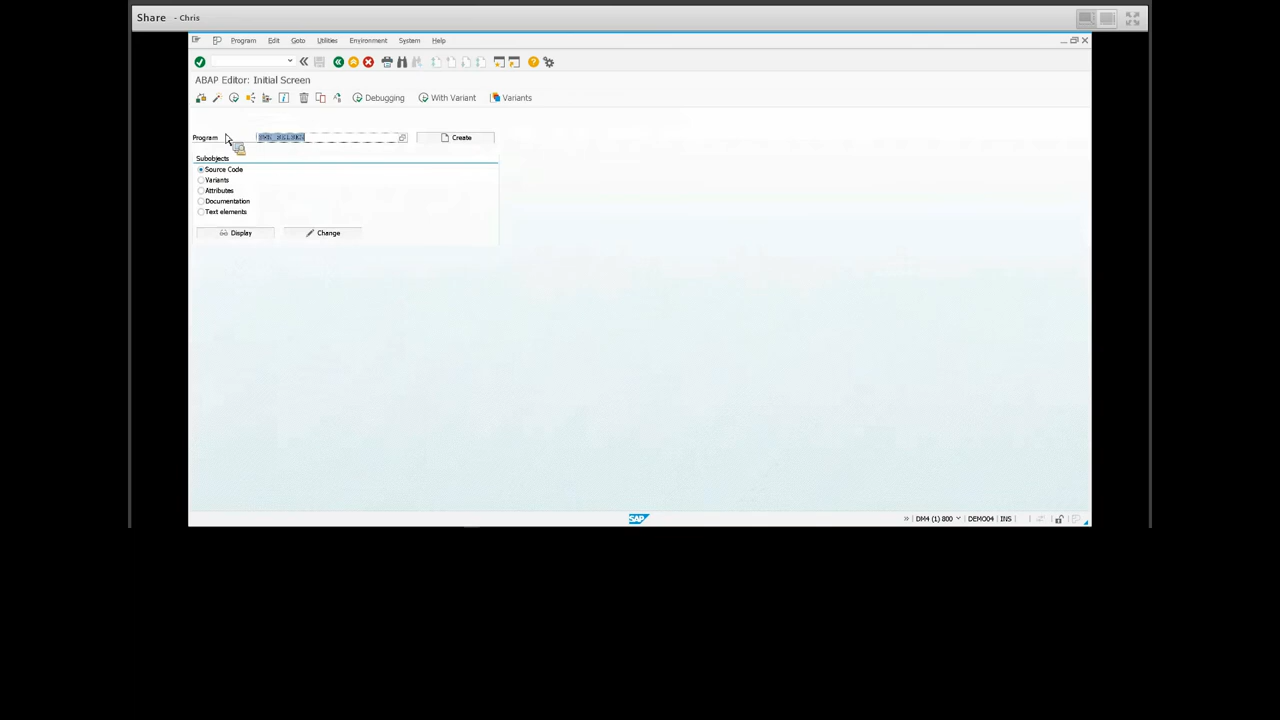 Share - Chris
Program Edit Goto Utilities Environment System Help
ABAP Editor: Initial Screen
Debugging With Variant Variants
Program Create
Subobjects
Source Code
Variants
Attributes
Documentation
Text elements
Display Change
SAP DM4 (1) 800 DEMO04 INS